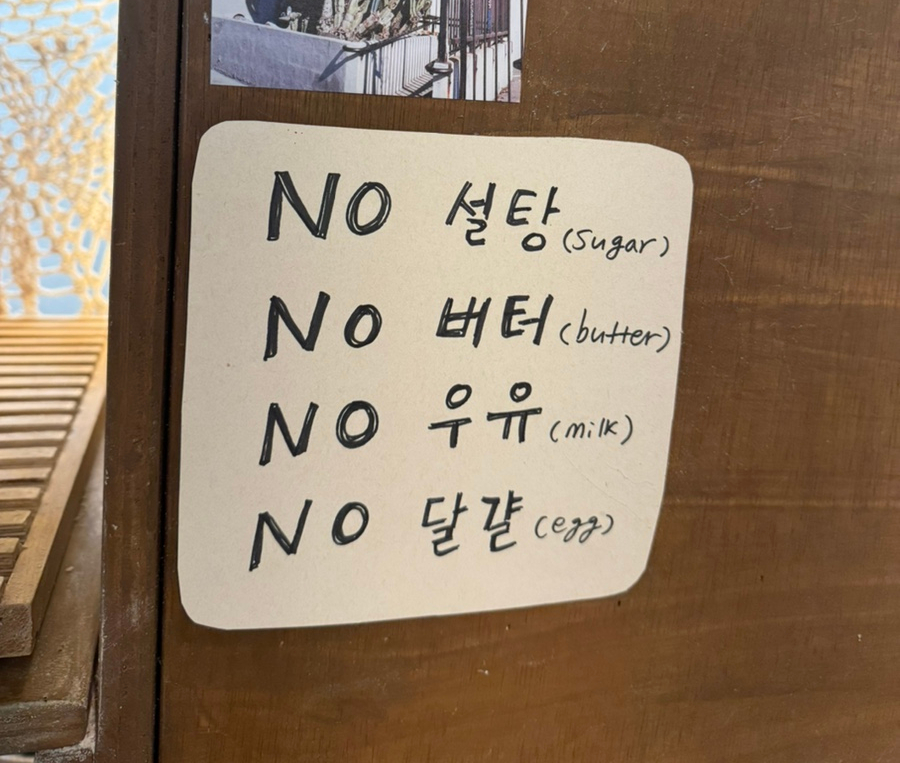 NO 설탕 (Sugar)
NO 버터 (butter)
NO 우유 (milk)
NO 달걀 (egg)